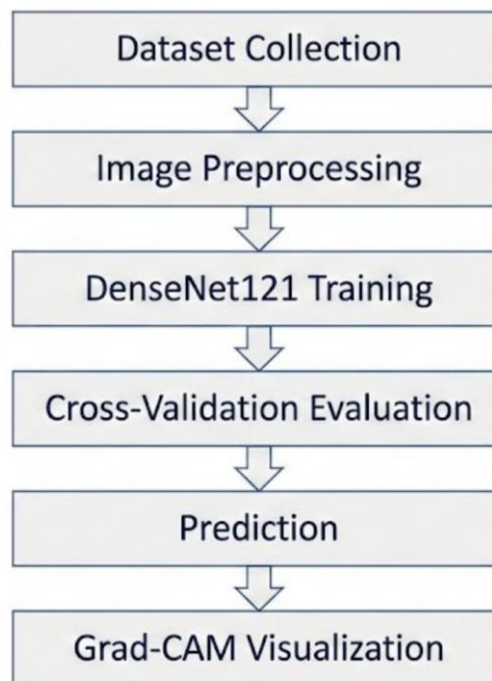 Dataset Collection
Image Preprocessing
DenseNet121 Training
Cross-Validation Evaluation
Prediction
Grad-CAM Visualization